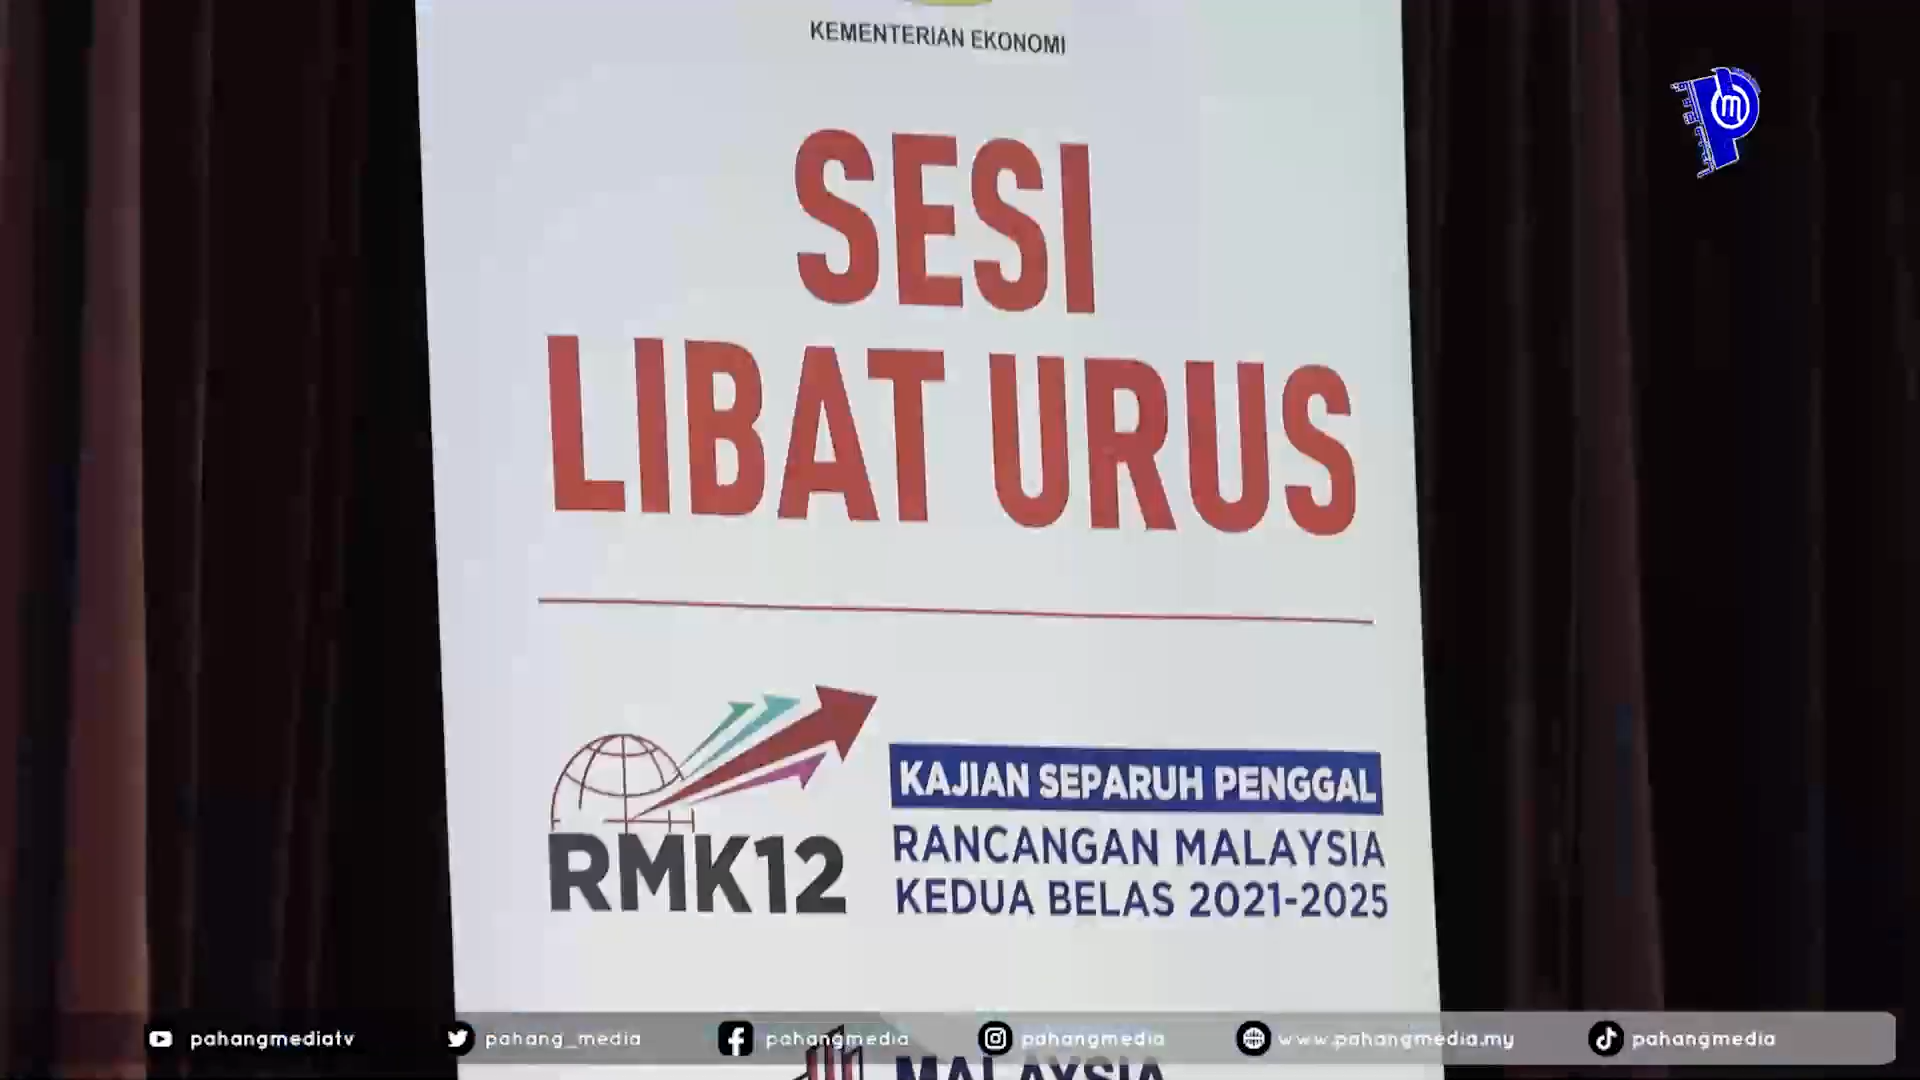 KEMENTERIAN EKONOMI
SESI
LIBAT URUS
RMK12
KAJIAN SEPARUH PENGGAL
RANCANGAN MALAYSIA
KEDUA BELAS 2021-2025
MALAYSIA
pahangmediatv
pahang_media
pahangmedia
pahangmedia
www.pahangmedia.my
pahangmedia